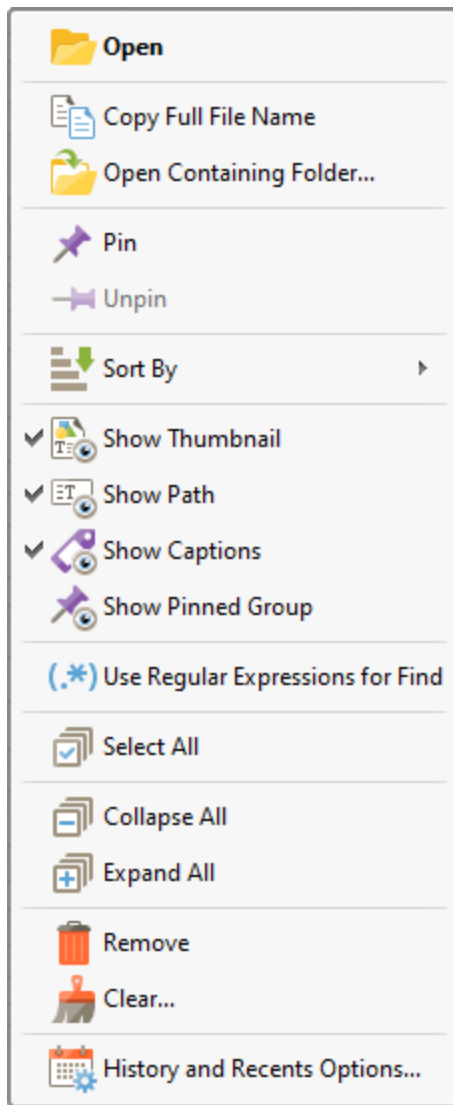 Open
Copy Full File Name
Open Containing Folder...
Pin
Unpin
Sort By
Show Thumbnail
Show Path
Show Captions
Show Pinned Group
(.*) Use Regular Expressions for Find
Select All
Collapse All
Expand All
Remove
Clear...
History and Recents Options...